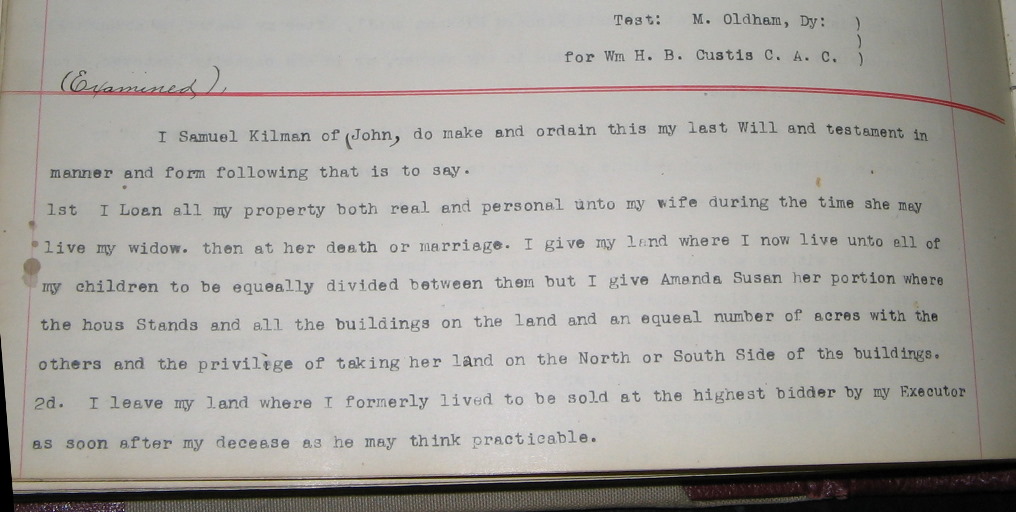 Test: M. Oldham, Dy: )
)
for Wm H. B. Custis C. A. C. )
(Examined),
I Samuel Kilman of (John, do make and ordain this my last Will and testament in
manner and form following that is to say.
1st I Loan all my property both real and personal unto my wife during the time she may
live my widow. then at her death or marriage. I give my land where I now live unto all of
my children to be equeally divided between them but I give Amanda Susan her portion where
the hous Stands and all the buildings on the land and an equeal number of acres with the
others and the privilege of taking her land on the North or South Side of the buildings.
2d. I leave my land where I formerly lived to be sold at the highest bidder by my Executor
as soon after my decease as he may think practicable.